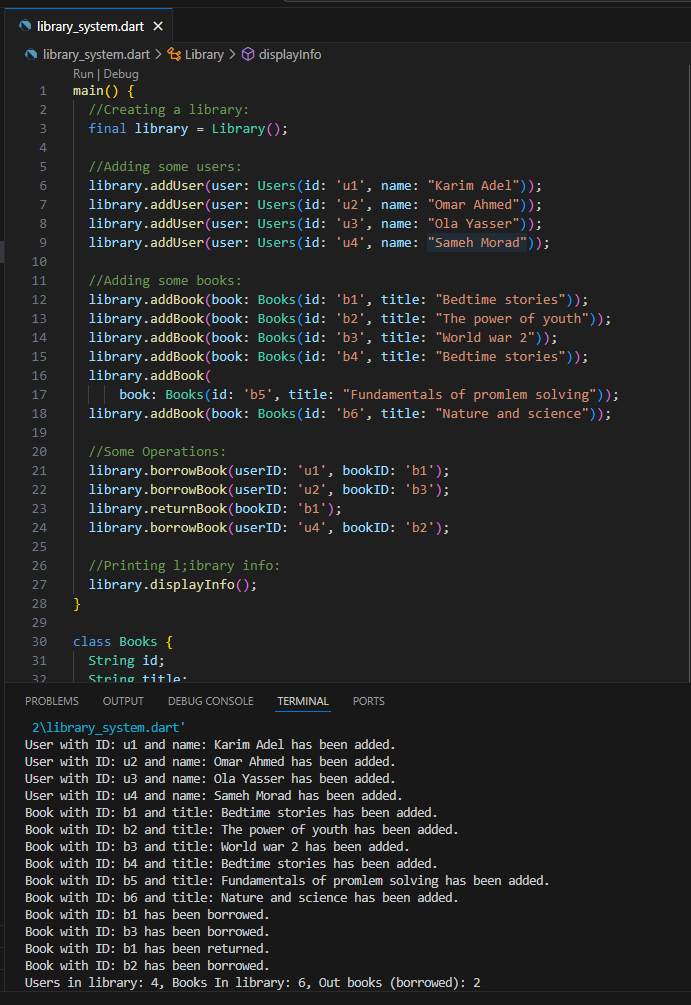 library_system.dart ×
library_system.dart > Library > displayInfo
Run | Debug
1 main() {
2 //Creating a library:
3 final library = Library();
4
5 //Adding some users:
6 library.addUser(user: Users(id: 'u1', name: "Karim Adel"));
7 library.addUser(user: Users(id: 'u2', name: "Omar Ahmed"));
8 library.addUser(user: Users(id: 'u3', name: "Ola Yasser"));
9 library.addUser(user: Users(id: 'u4', name: "Sameh Morad"));
10
11 //Adding some books:
12 library.addBook(book: Books(id: 'b1', title: "Bedtime stories"));
13 library.addBook(book: Books(id: 'b2', title: "The power of youth"));
14 library.addBook(book: Books(id: 'b3', title: "World war 2"));
15 library.addBook(book: Books(id: 'b4', title: "Bedtime stories"));
16 library.addBook(
17 book: Books(id: 'b5', title: "Fundamentals of promlem solving"));
18 library.addBook(book: Books(id: 'b6', title: "Nature and science"));
19
20 //Some Operations:
21 library.borrowBook(userID: 'u1', bookID: 'b1');
22 library.borrowBook(userID: 'u2', bookID: 'b3');
23 library.returnBook(bookID: 'b1');
24 library.borrowBook(userID: 'u4', bookID: 'b2');
25
26 //Printing l;ibrary info:
27 library.displayInfo();
28 }
29
30 class Books {
31 String id;
32 String title;
PROBLEMS OUTPUT DEBUG CONSOLE TERMINAL PORTS
2\library_system.dart'
User with ID: u1 and name: Karim Adel has been added.
User with ID: u2 and name: Omar Ahmed has been added.
User with ID: u3 and name: Ola Yasser has been added.
User with ID: u4 and name: Sameh Morad has been added.
Book with ID: b1 and title: Bedtime stories has been added.
Book with ID: b2 and title: The power of youth has been added.
Book with ID: b3 and title: World war 2 has been added.
Book with ID: b4 and title: Bedtime stories has been added.
Book with ID: b5 and title: Fundamentals of promlem solving has been added.
Book with ID: b6 and title: Nature and science has been added.
Book with ID: b1 has been borrowed.
Book with ID: b3 has been borrowed.
Book with ID: b1 has been returned.
Book with ID: b2 has been borrowed.
Users in library: 4, Books In library: 6, Out books (borrowed): 2